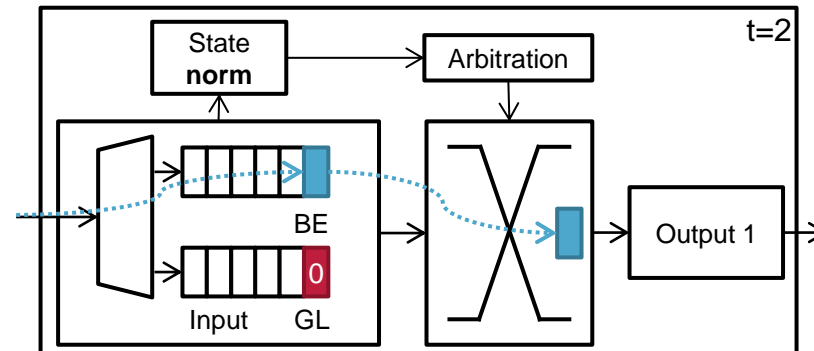 t=2
State
norm
Arbitration
BE
Output 1
0
Input
GL